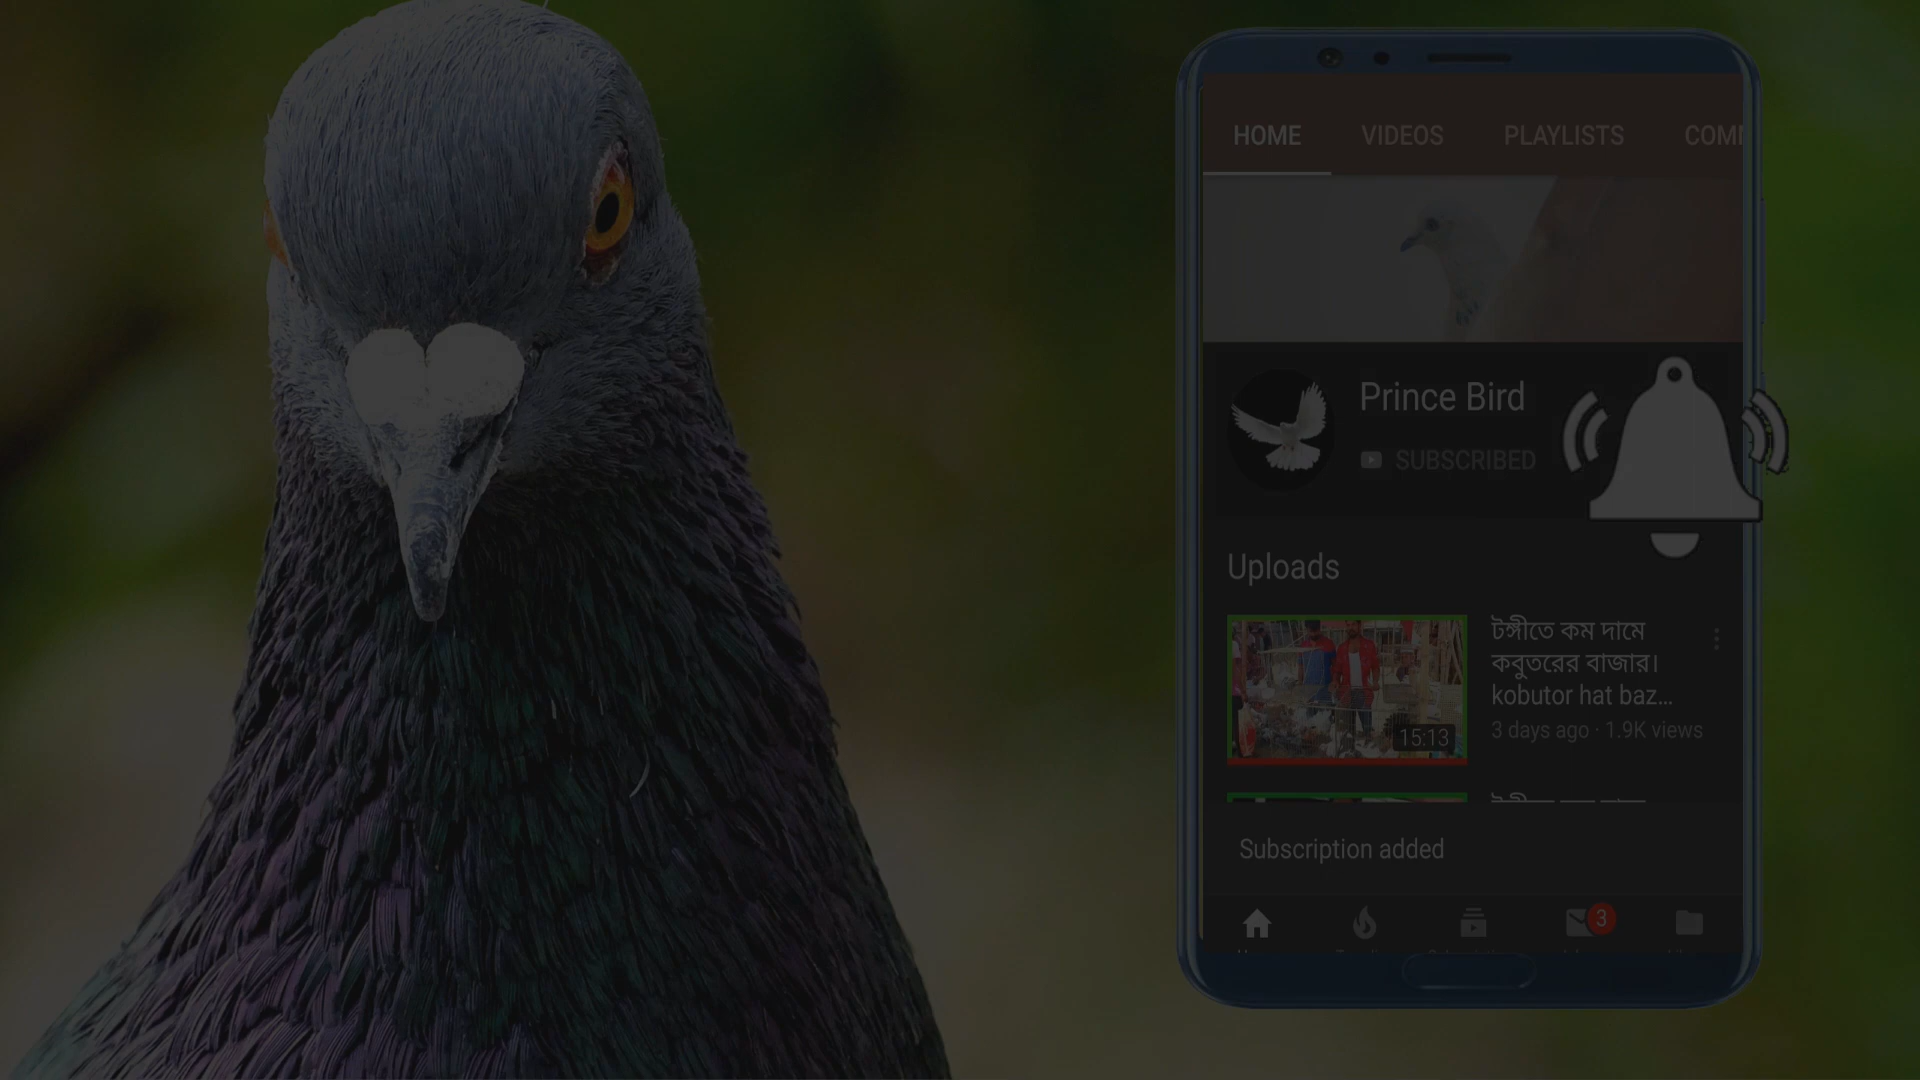 HOME VIDEOS PLAYLISTS
Prince Bird
SUBSCRIBED
Uploads
টঙ্গীতে কম দামে
কবুতরের বাজার।
kobutor hat baz...
3 days ago · 1.9K views
15:13
Subscription added
3